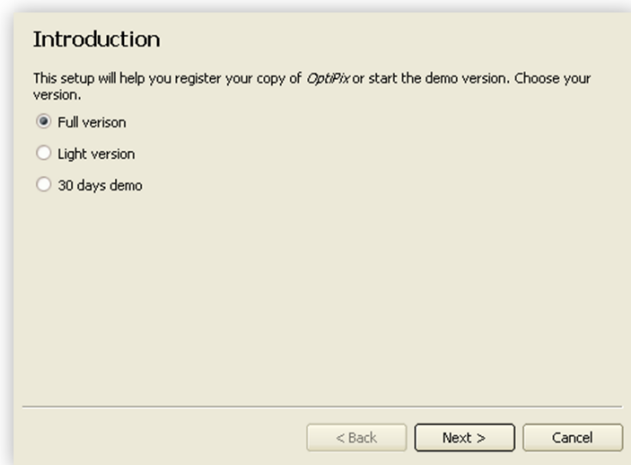 Introduction
This setup will help you register your copy of OptiPix or start the demo version. Choose your
version.
Full verison
Light version
30 days demo
< Back
Next >
Cancel